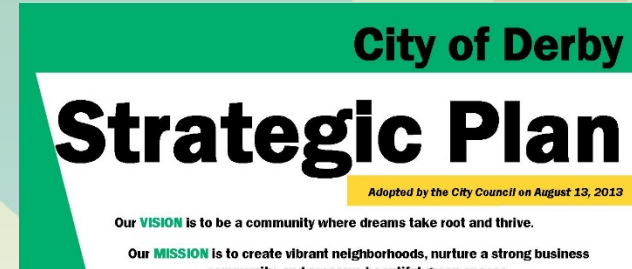 City of Derby
Strategic Plan
Adopted by the City Council on August 13, 2013
Our VISION is to be a community where dreams take root and thrive.
Our MISSION is to create vibrant neighborhoods, nurture a strong business